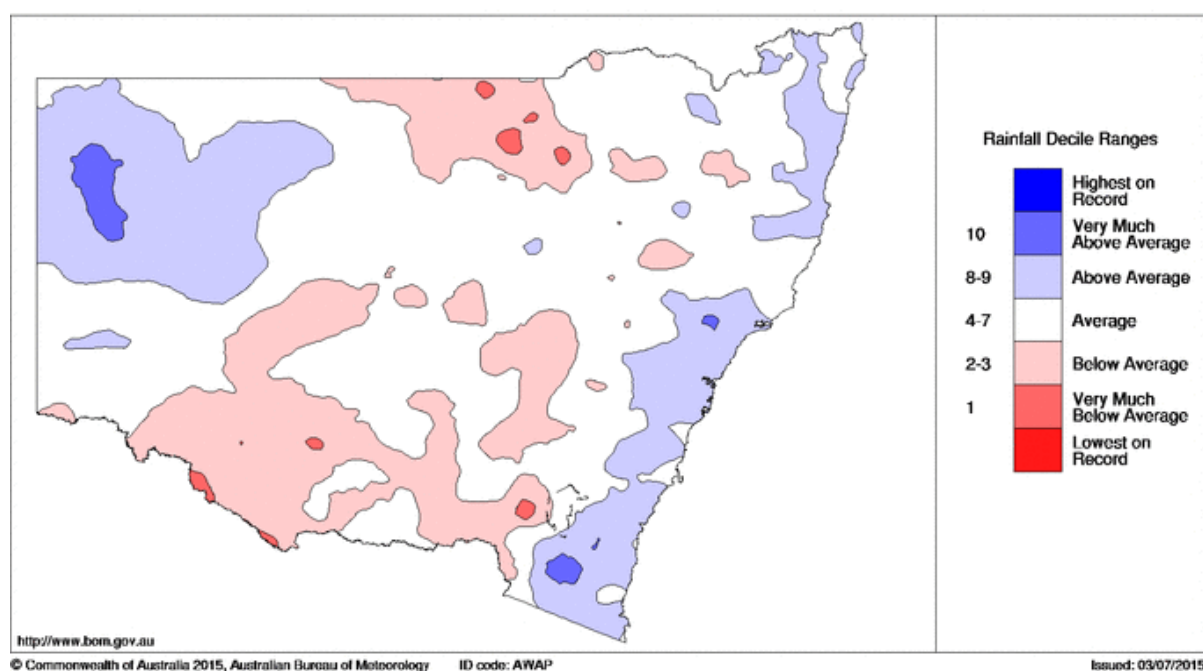 Rainfall Decile Ranges
Highest on
Record
10
Very Much
Above Average
8-9
Above Average
4-7
Average
2-3
Below Average
1
Very Much
Below Average
Lowest on
Record
http://www.bom.gov.au
© Commonwealth of Australia 2015, Australian Bureau of Meteorology ID code: AWAP Issued: 03/07/2015